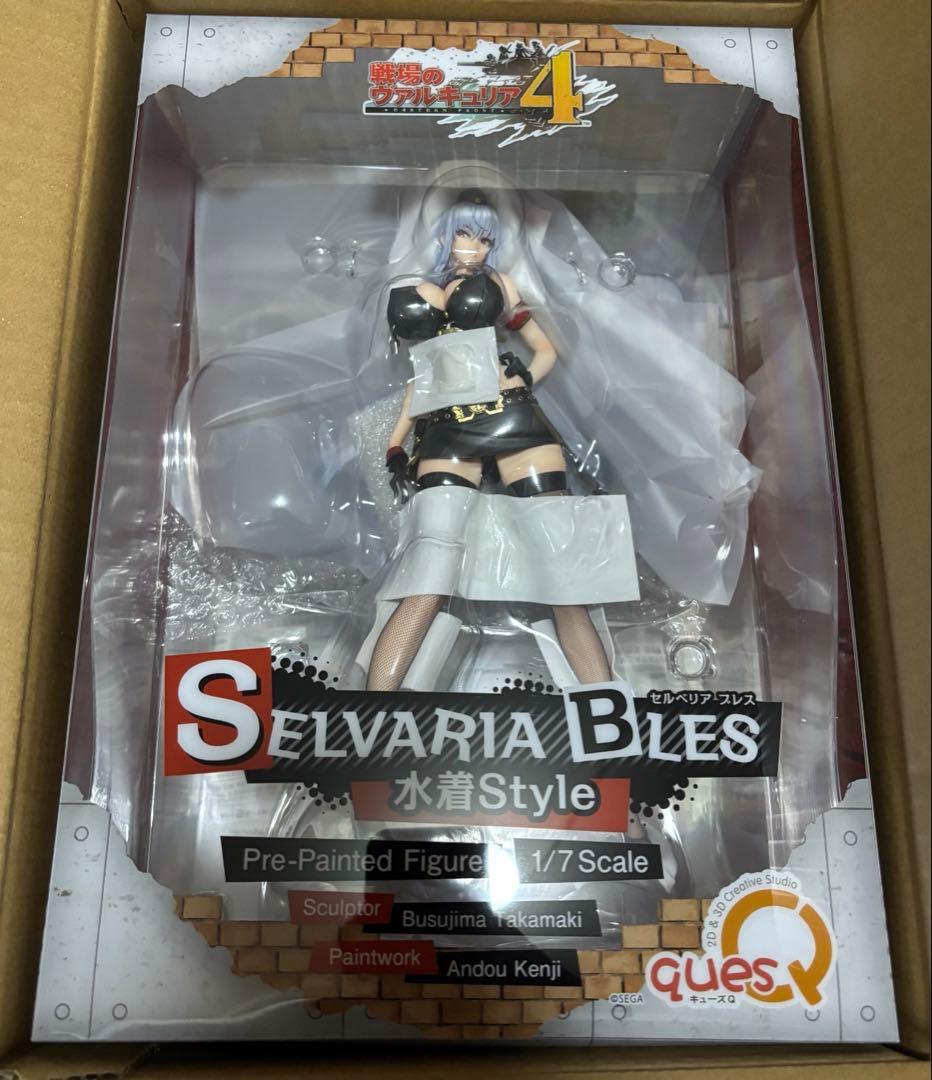 戦場の
ヴァルキュリア4
セルベリア・ブレス
SELVARIA BLES
水着Style
Pre-Painted Figure 1/7 Scale
Sculptor Busujima Takamaki
Paintwork Andou Kenji
2D & 3D Creative Studio
quesQ
キューズQ
©SEGA